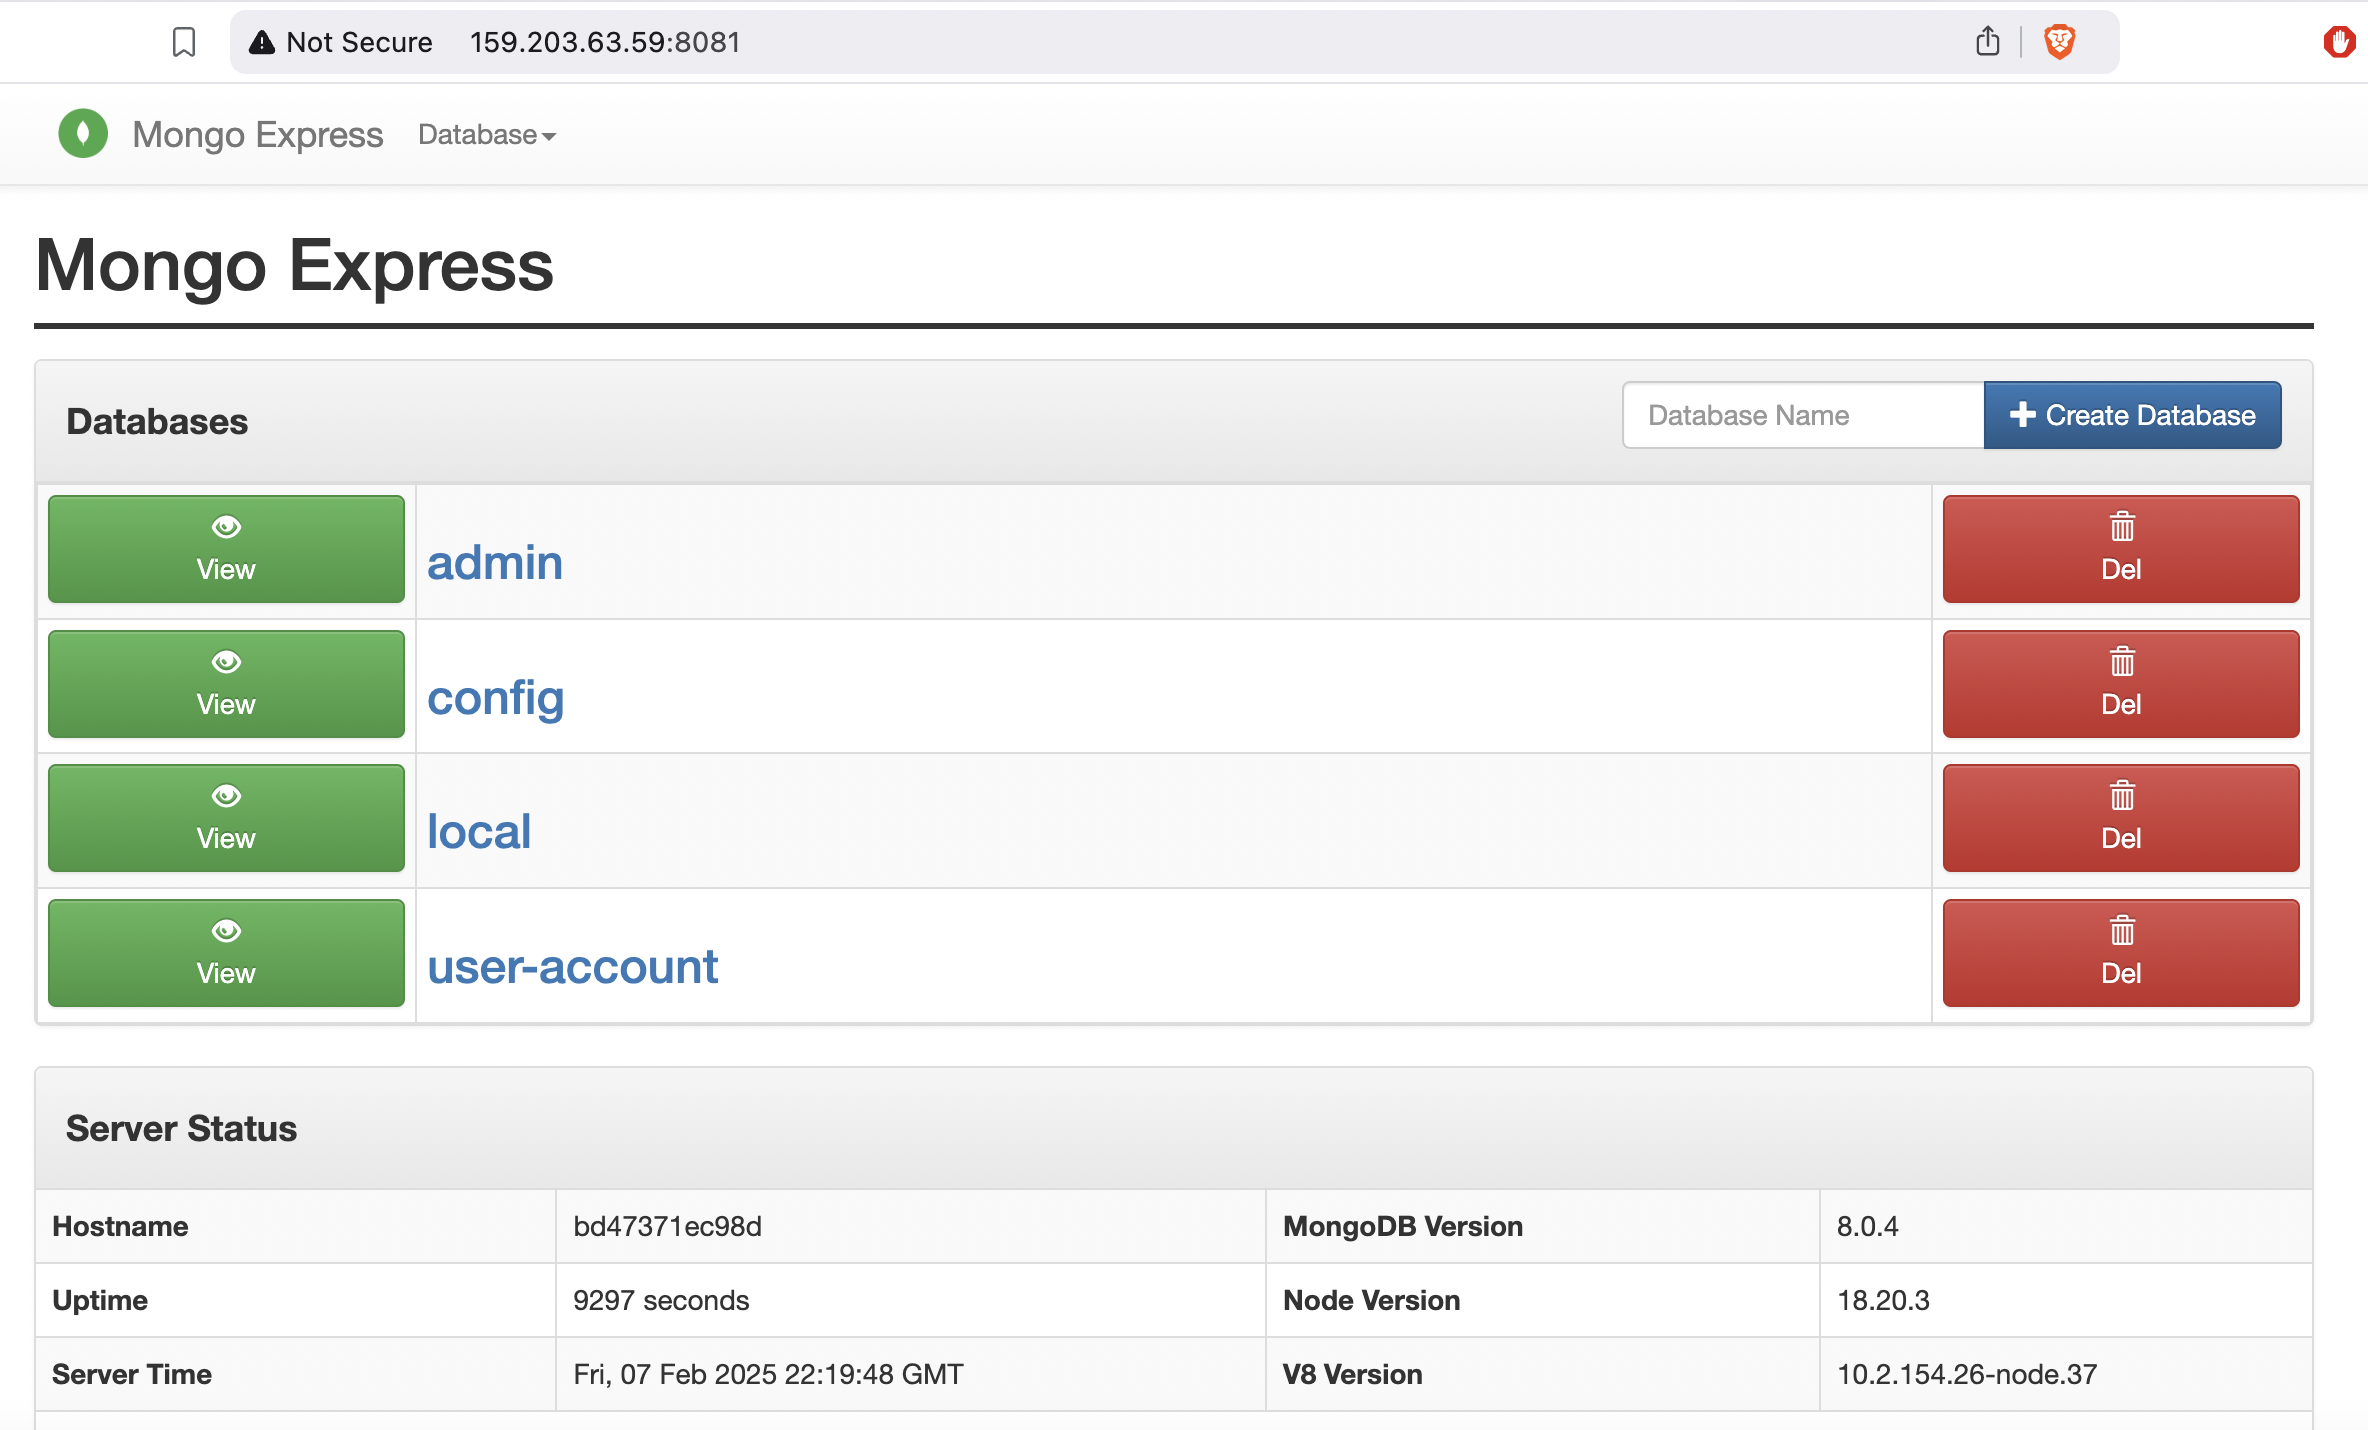 Not Secure 159.203.63.59:8081
Mongo Express Database
Mongo Express
Databases Database Name Create Database
View admin Del
View config Del
View local Del
View user-account Del
Server Status
Hostname bd47371ec98d MongoDB Version 8.0.4
Uptime 9297 seconds Node Version 18.20.3
Server Time Fri, 07 Feb 2025 22:19:48 GMT V8 Version 10.2.154.26-node.37